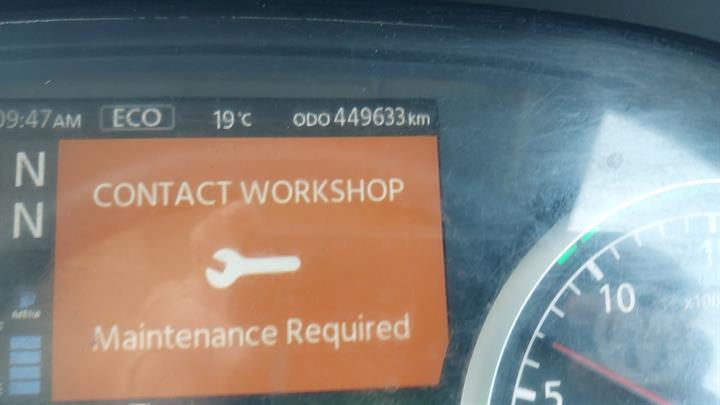 09:47AM ECO 19°C ODO 449633km
N
CONTACT WORKSHOP
N
Maintenance Required
10
5